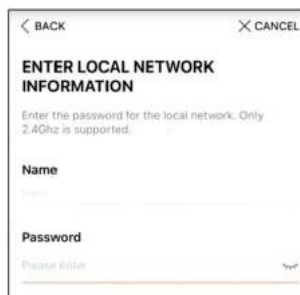 BACK
CANCEL
ENTER LOCAL NETWORK
INFORMATION
Enter the password for the local network. Only
2.4Ghz is supported.
Name
Password
Please Enter